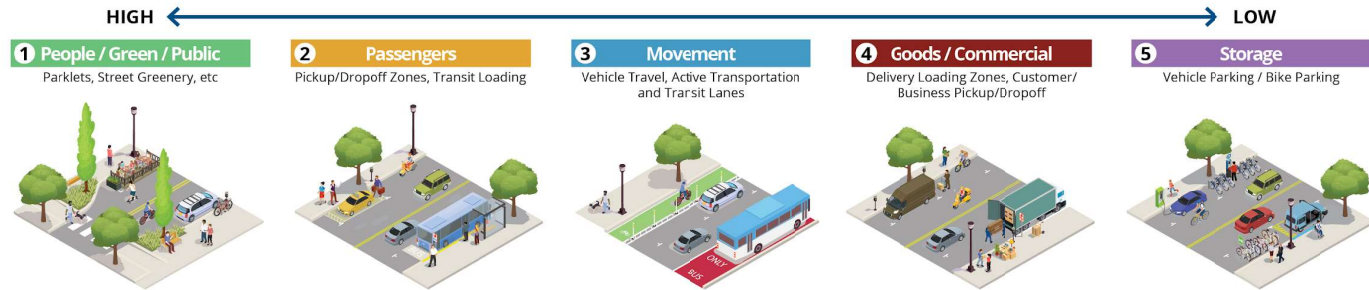 HIGH
LOW
1 People / Green / Public
Parklets, Street Greenery, etc
2 Passengers
Pickup/Dropoff Zones, Transit Loading
3 Movement
Vehicle Travel, Active Transportation
and Transit Lanes
4 Goods / Commercial
Delivery Loading Zones, Customer/
Business Pickup/Dropoff
5 Storage
Vehicle Parking / Bike Parking
ONLY
BUS